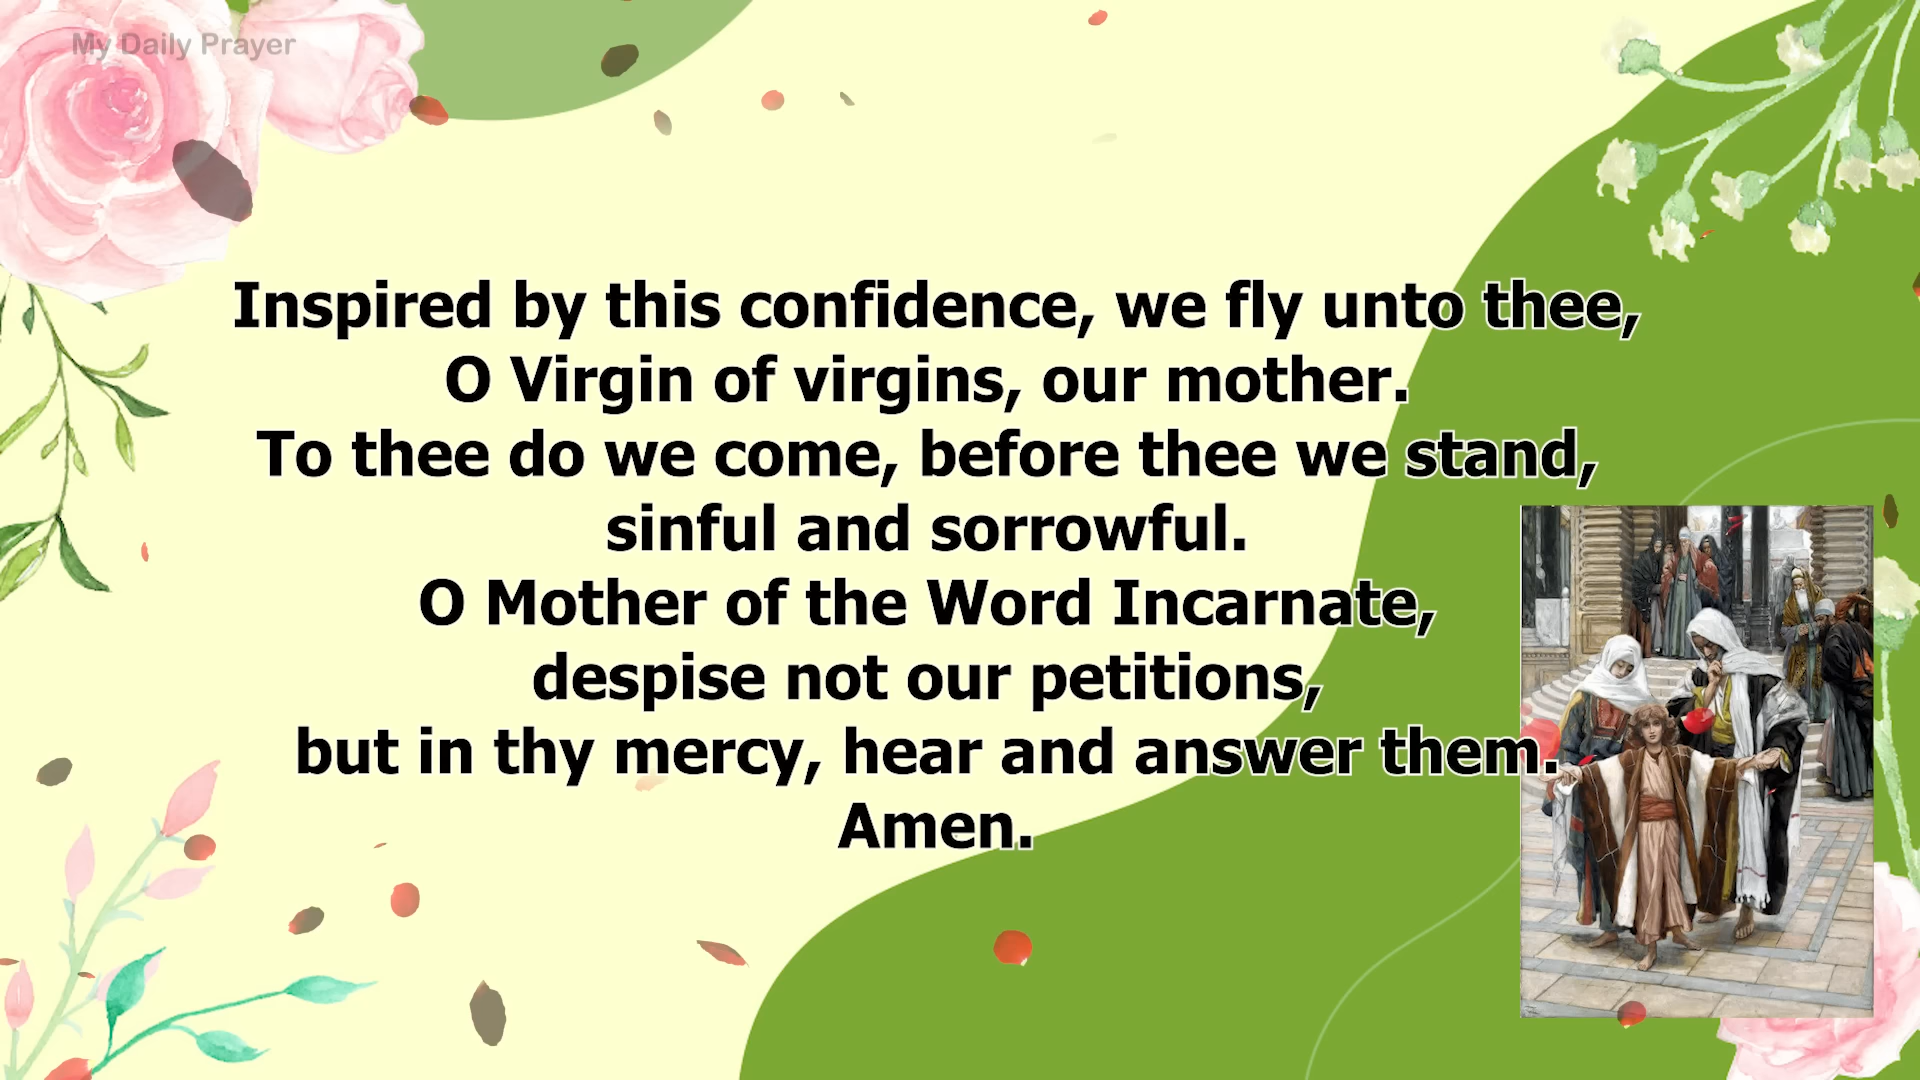 My Daily Prayer
Inspired by this confidence, we fly unto thee,
O Virgin of virgins, our mother.
To thee do we come, before thee we stand,
sinful and sorrowful.
O Mother of the Word Incarnate,
despise not our petitions,
but in thy mercy, hear and answer them.
Amen.